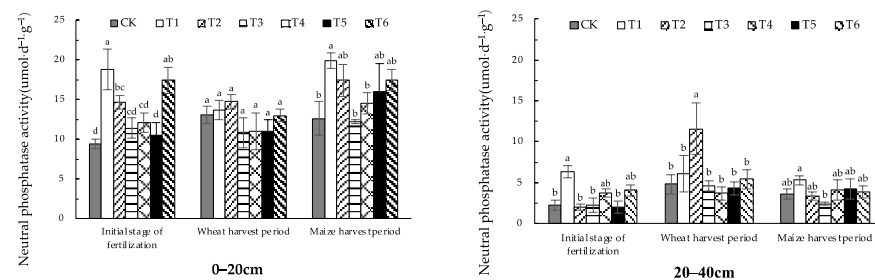 CK T1 T2 T3 T4 T5 T6
Neutral phosphatase activity(umol·d⁻¹·g⁻¹)
25
20
15
10
5
0
d a bc cd cd d ab
a a a a a a a
b a ab b b ab ab
Initial stage of fertilization
Wheat harvest period
Maize harvest period
0–20cm
CK T1 T2 T3 T4 T5 T6
Neutral phosphatase activity(umol·d⁻¹·g⁻¹)
25
20
15
10
5
0
b a b b ab b ab
b b a b b b b
ab a ab b ab ab ab
Initial stage of fertilization
Wheat harvest period
Maize harvest period
20–40cm